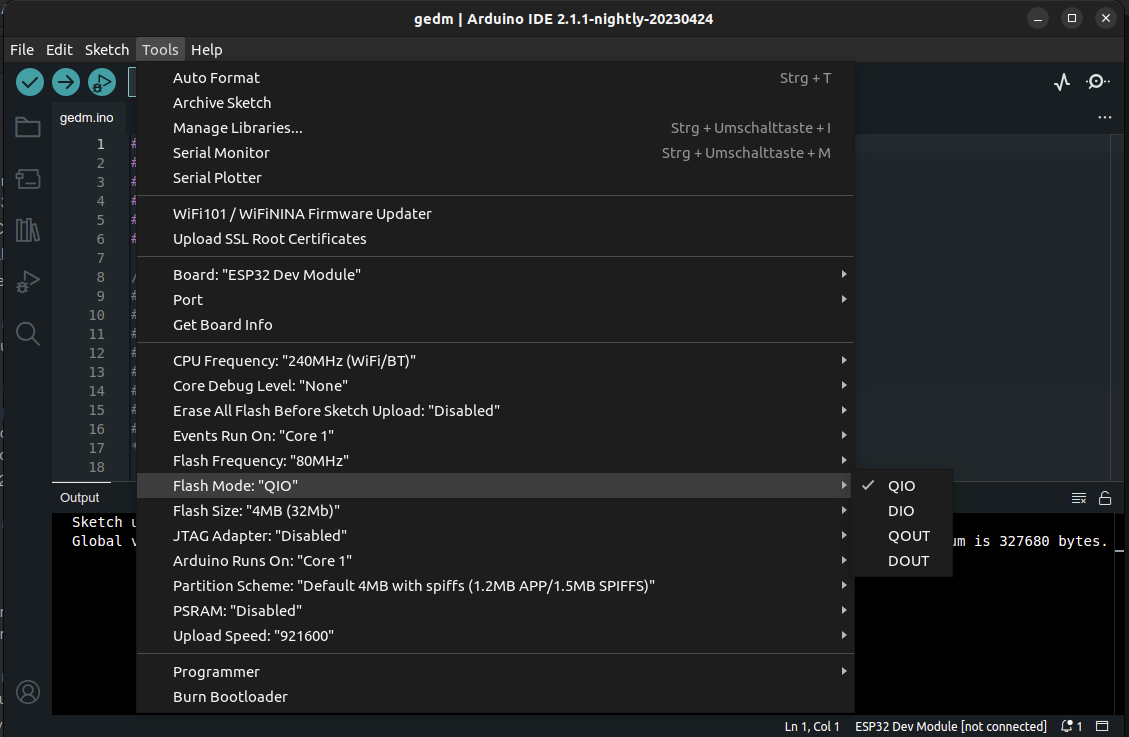 gedm | Arduino IDE 2.1.1-nightly-20230424
File Edit Sketch Tools Help
Auto Format Strg + T
Archive Sketch
Manage Libraries... Strg + Umschalttaste + I
Serial Monitor Strg + Umschalttaste + M
Serial Plotter
WiFi101 / WiFiNINA Firmware Updater
Upload SSL Root Certificates
Board: "ESP32 Dev Module"
Port
Get Board Info
CPU Frequency: "240MHz (WiFi/BT)"
Core Debug Level: "None"
Erase All Flash Before Sketch Upload: "Disabled"
Events Run On: "Core 1"
Flash Frequency: "80MHz"
Flash Mode: "QIO"
Flash Size: "4MB (32Mb)"
JTAG Adapter: "Disabled"
Arduino Runs On: "Core 1"
Partition Scheme: "Default 4MB with spiffs (1.2MB APP/1.5MB SPIFFS)"
PSRAM: "Disabled"
Upload Speed: "921600"
Programmer
Burn Bootloader
QIO
DIO
QOUT
DOUT
gedm.ino
1 #
2 #
3 #
4 #
5 #
6 #
7
8 /
9 #
10 #
11 #
12 #
13 #
14 #
15 #
16 #
17 *
18
Output
Sketch
Global
is 327680 bytes.
Ln 1, Col 1 ESP32 Dev Module [not connected] 1